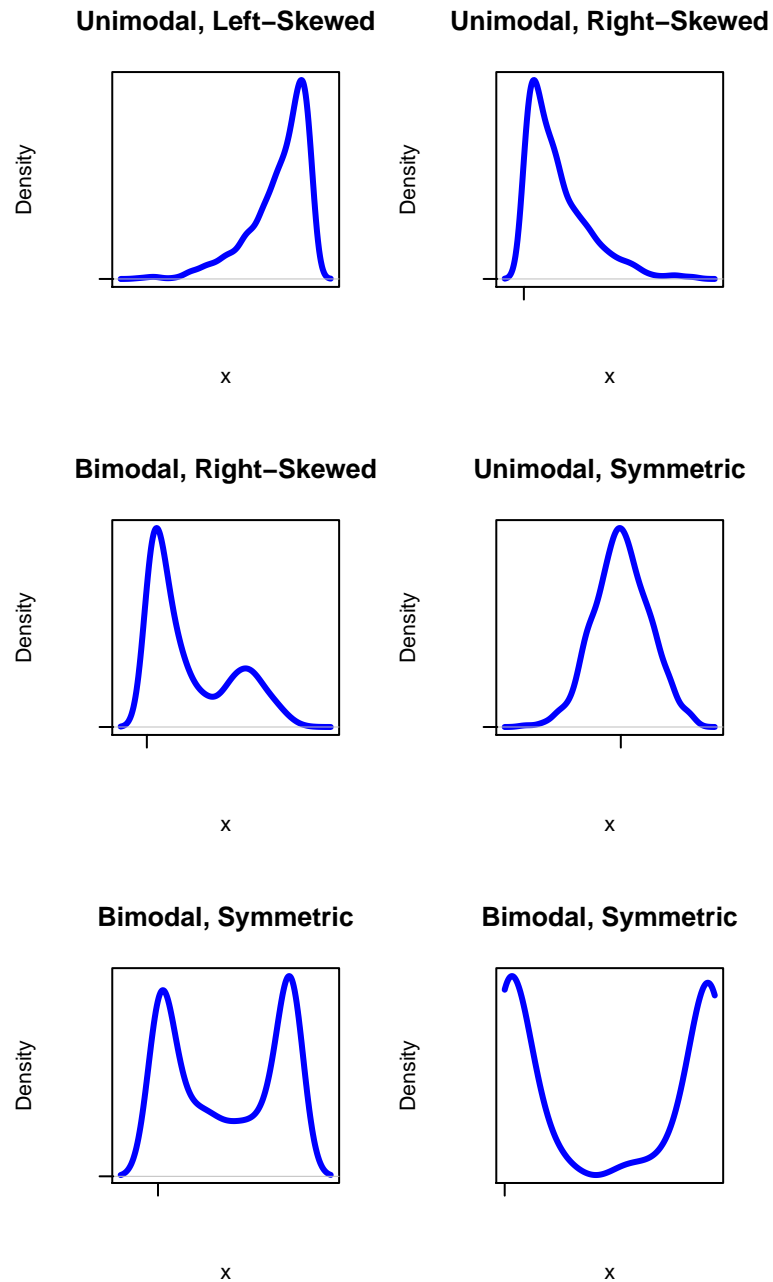 Unimodal, Left−Skewed
Density
x
Unimodal, Right−Skewed
Density
x
Bimodal, Right−Skewed
Density
x
Unimodal, Symmetric
Density
x
Bimodal, Symmetric
Density
x
Bimodal, Symmetric
Density
x